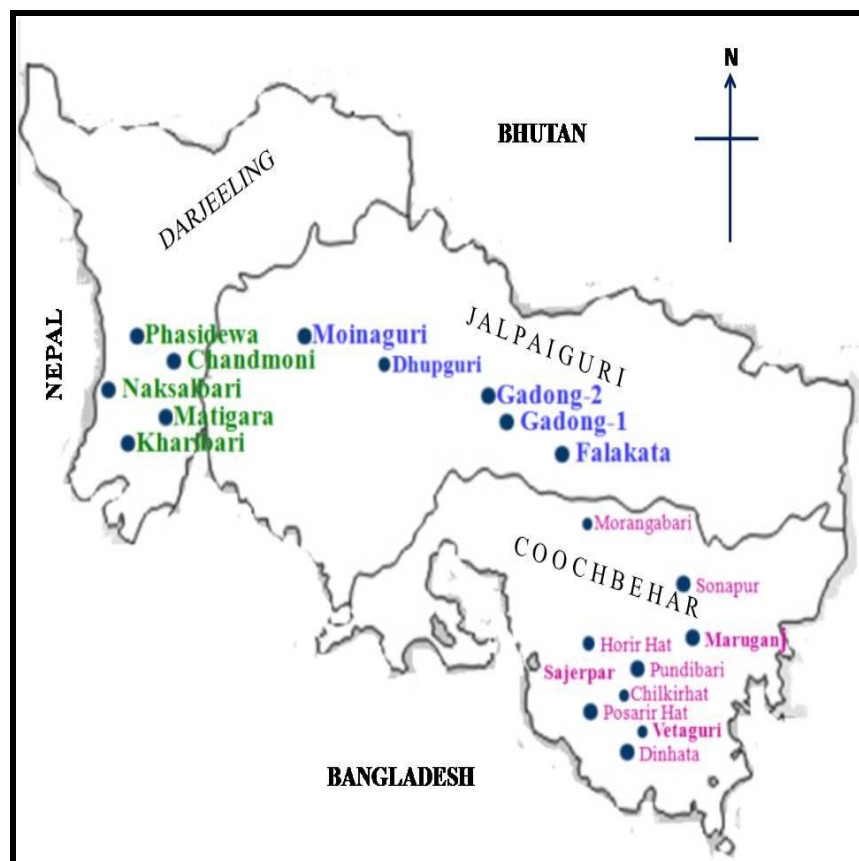 N
BHUTAN
DARJEELING
NEPAL
JALPAIGURI
Phasidewa
Moinaguri
Chandmoni
Dhupguri
Naksalbari
Gadong-2
Matigara
Gadong-1
Kharibari
Falakata
Morangabari
COOCHBEHAR
Sonapur
Horir Hat
Maruganj
Sajerpar
Pundibari
Chilkirhat
Posarir Hat
Vetaguri
Dinhata
BANGLADESH